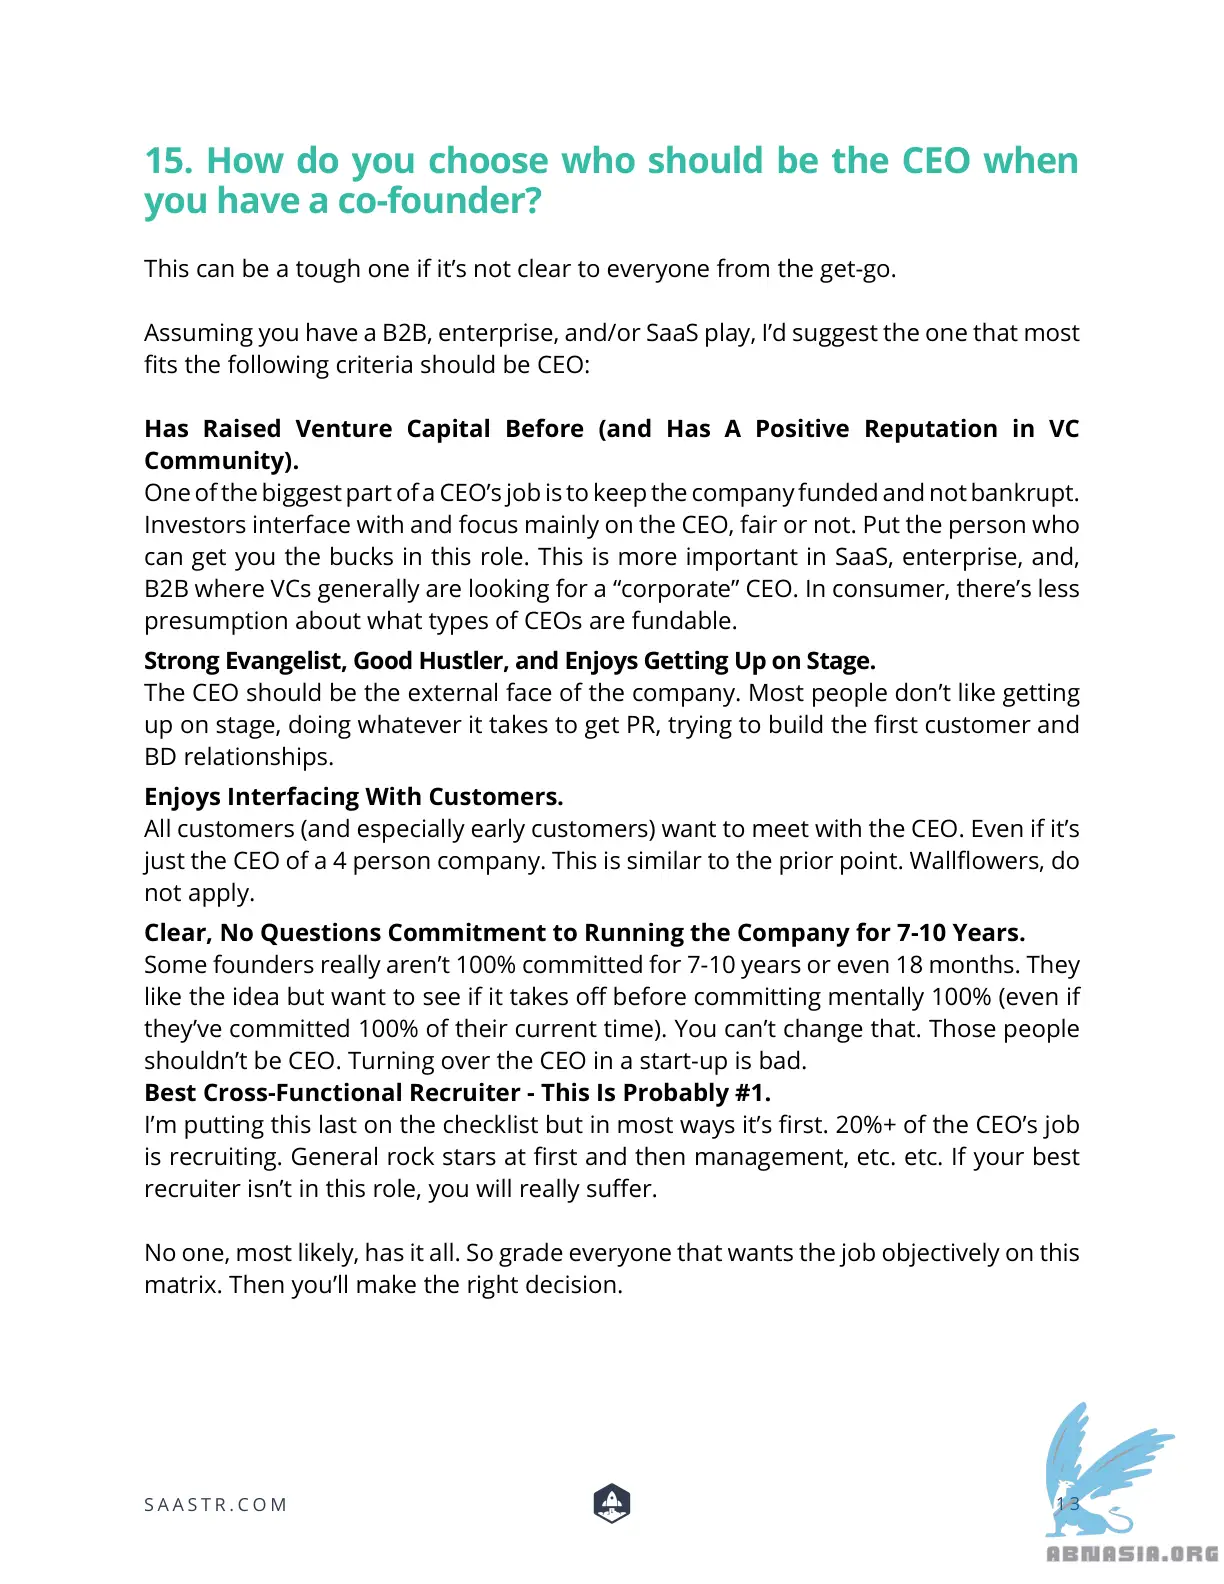 15. How do you choose who should be the CEO when
you have a co-founder?
This can be a tough one if it’s not clear to everyone from the get-go.
Assuming you have a B2B, enterprise, and/or SaaS play, I’d suggest the one that most
fits the following criteria should be CEO:
Has Raised Venture Capital Before (and Has A Positive Reputation in VC
Community).
One of the biggest part of a CEO’s job is to keep the company funded and not bankrupt.
Investors interface with and focus mainly on the CEO, fair or not. Put the person who
can get you the bucks in this role. This is more important in SaaS, enterprise, and,
B2B where VCs generally are looking for a “corporate” CEO. In consumer, there’s less
presumption about what types of CEOs are fundable.
Strong Evangelist, Good Hustler, and Enjoys Getting Up on Stage.
The CEO should be the external face of the company. Most people don’t like getting
up on stage, doing whatever it takes to get PR, trying to build the first customer and
BD relationships.
Enjoys Interfacing With Customers.
All customers (and especially early customers) want to meet with the CEO. Even if it’s
just the CEO of a 4 person company. This is similar to the prior point. Wallflowers, do
not apply.
Clear, No Questions Commitment to Running the Company for 7-10 Years.
Some founders really aren’t 100% committed for 7-10 years or even 18 months. They
like the idea but want to see if it takes off before committing mentally 100% (even if
they’ve committed 100% of their current time). You can’t change that. Those people
shouldn’t be CEO. Turning over the CEO in a start-up is bad.
Best Cross-Functional Recruiter - This Is Probably #1.
I’m putting this last on the checklist but in most ways it’s first. 20%+ of the CEO’s job
is recruiting. General rock stars at first and then management, etc. etc. If your best
recruiter isn’t in this role, you will really suffer.
No one, most likely, has it all. So grade everyone that wants the job objectively on this
matrix. Then you’ll make the right decision.
SAASTR.COM
13
ABNASIA.ORG